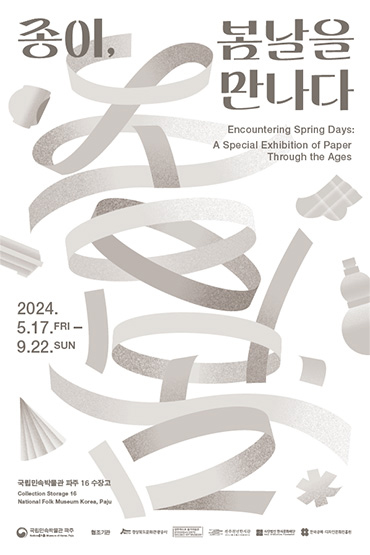 종이,
봄날을
만나다
Encountering Spring Days:
A Special Exhibition of Paper
Through the Ages
2024.
5.17.FRI –
9.22.SUN
국립민속박물관 파주 16 수장고
Collection Storage 16
National Folk Museum Korea, Paju
국립민속박물관 파주
협조기관